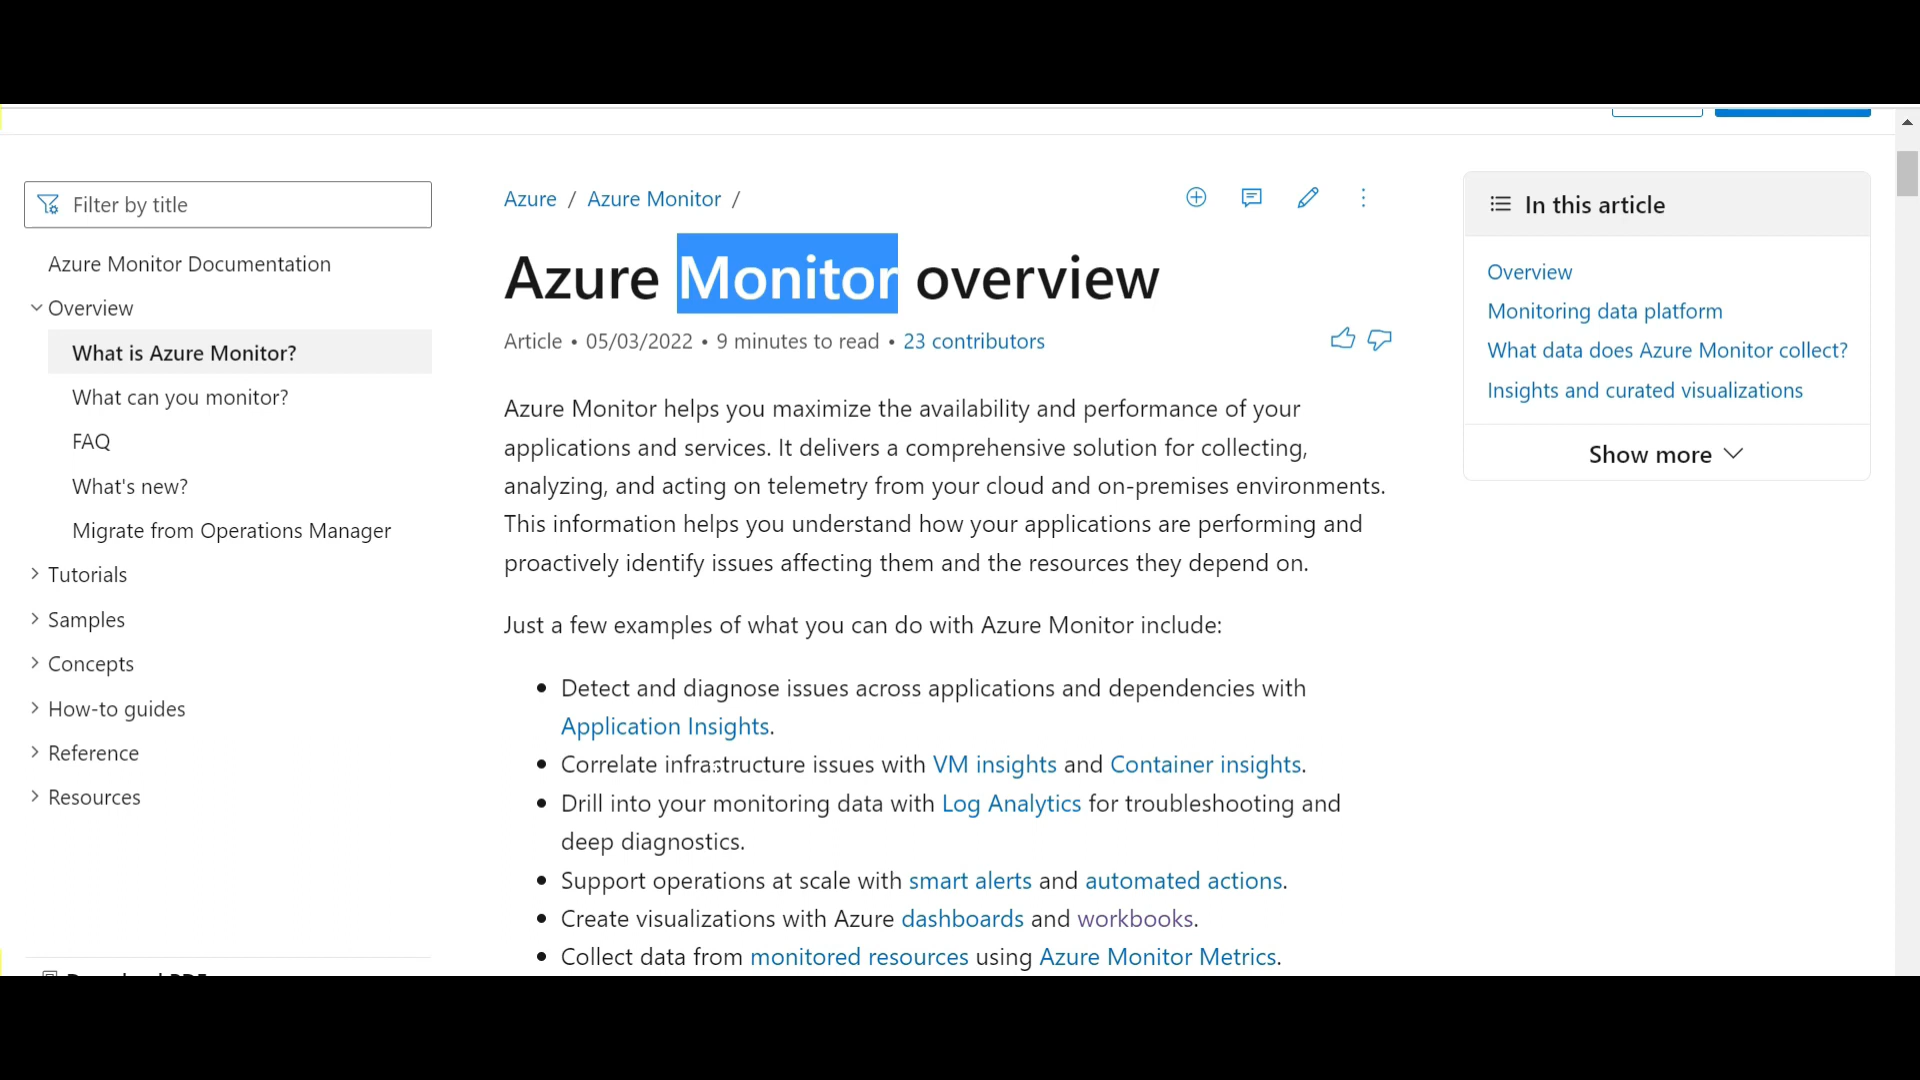 Filter by title
Azure Monitor Documentation
Overview
What is Azure Monitor?
What can you monitor?
FAQ
What's new?
Migrate from Operations Manager
Tutorials
Samples
Concepts
How-to guides
Reference
Resources
Azure / Azure Monitor /
Azure Monitor overview
Article • 05/03/2022 • 9 minutes to read • 23 contributors
Azure Monitor helps you maximize the availability and performance of your
applications and services. It delivers a comprehensive solution for collecting,
analyzing, and acting on telemetry from your cloud and on-premises environments.
This information helps you understand how your applications are performing and
proactively identify issues affecting them and the resources they depend on.
Just a few examples of what you can do with Azure Monitor include:
• Detect and diagnose issues across applications and dependencies with
Application Insights.
• Correlate infrastructure issues with VM insights and Container insights.
• Drill into your monitoring data with Log Analytics for troubleshooting and
deep diagnostics.
• Support operations at scale with smart alerts and automated actions.
• Create visualizations with Azure dashboards and workbooks.
• Collect data from monitored resources using Azure Monitor Metrics.
In this article
Overview
Monitoring data platform
What data does Azure Monitor collect?
Insights and curated visualizations
Show more